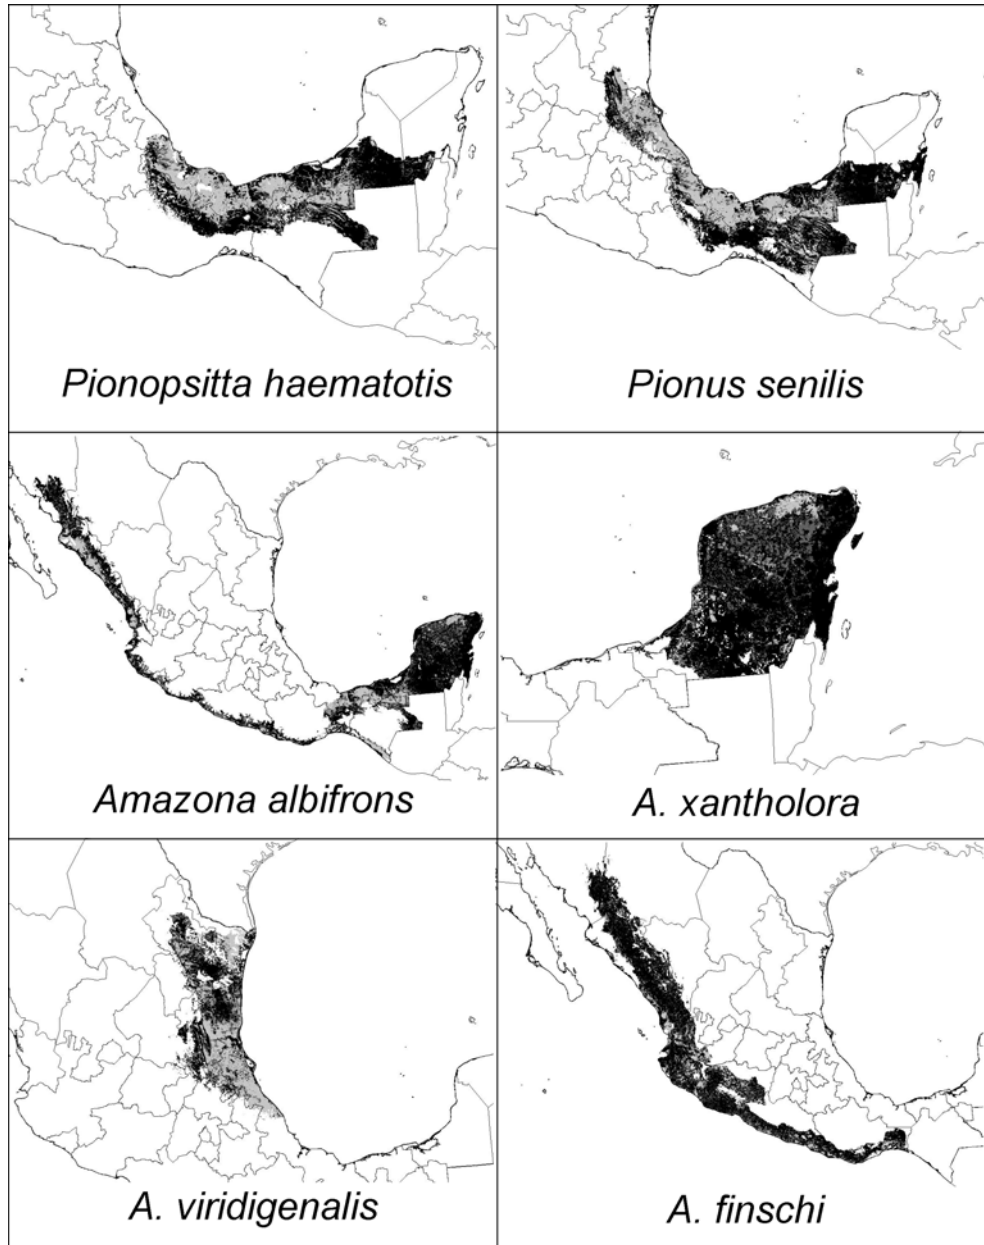 Pionopsitta haematotis
Pionus senilis
Amazona albifrons
A. xantholora
A. viridigenalis
A. finschi